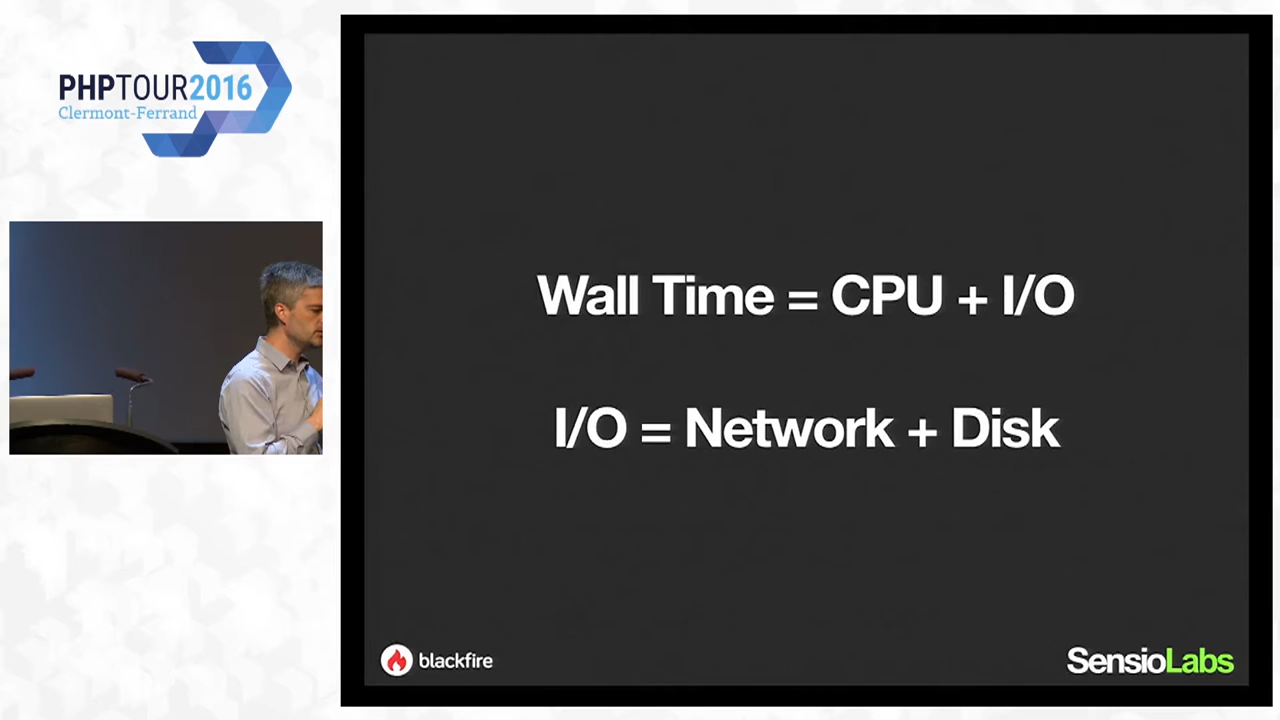 PHPTOUR2016
Clermont-Ferrand
Wall Time = CPU + I/O
I/O = Network + Disk
blackfire
SensioLabs